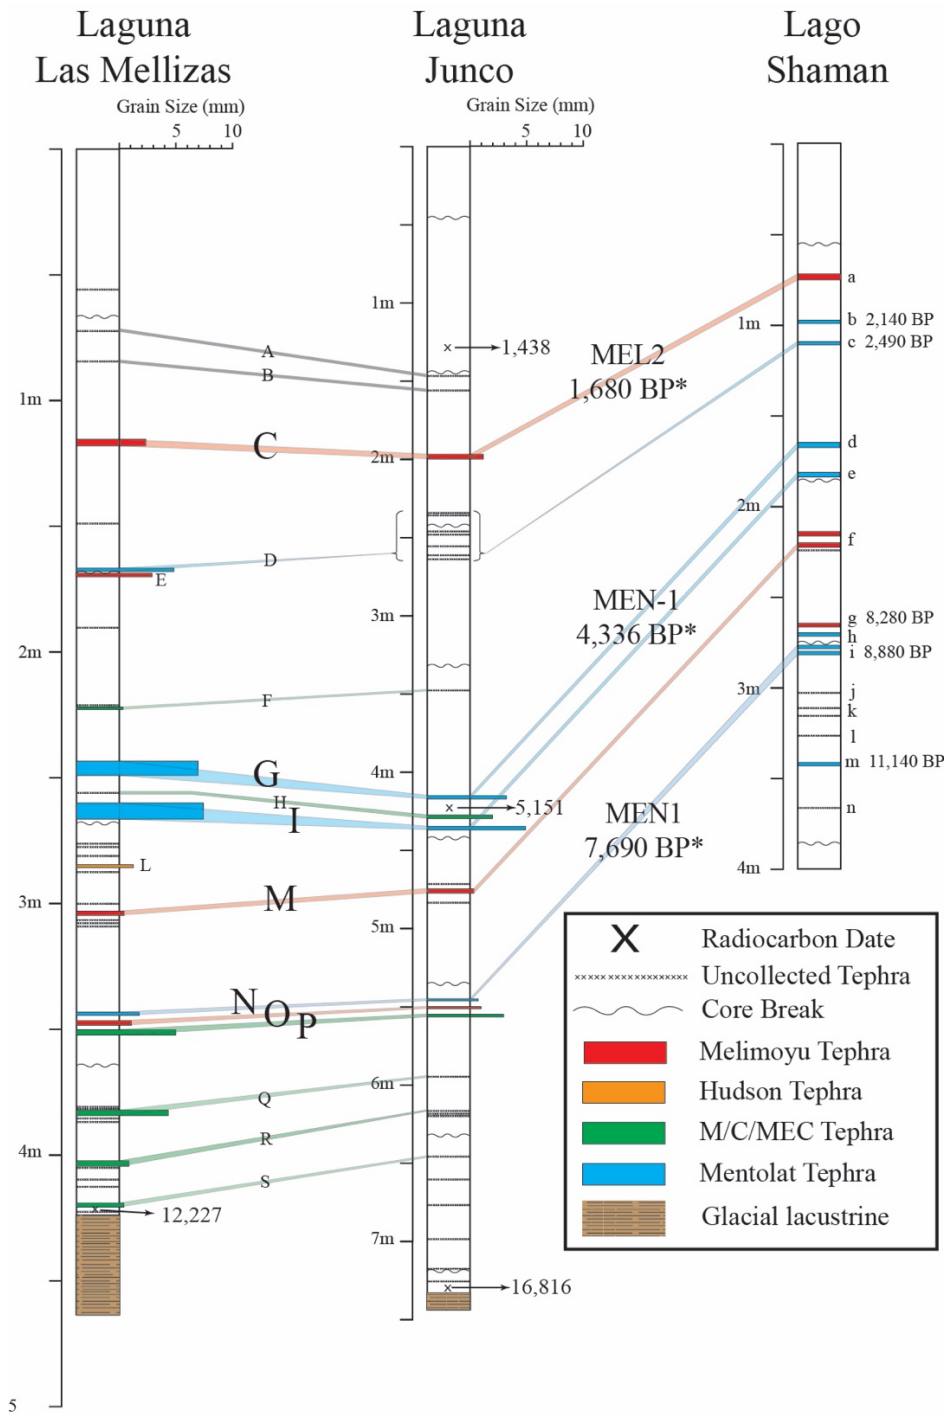 Laguna
Las Mellizas
Laguna
Junco
Lago
Shaman
Grain Size (mm)
5 10
Grain Size (mm)
5 10
1m
2m
3m
4m
5
A
B
C
D
E
F
G
H
I
L
M
N
O
P
Q
R
S
12,227
1m
2m
3m
4m
5m
6m
7m
1,438
5,151
16,816
MEL2
1,680 BP*
MEN-1
4,336 BP*
MEN1
7,690 BP*
1m
2m
3m
4m
a
b 2,140 BP
c 2,490 BP
d
e
f
g 8,280 BP
h
i 8,880 BP
j
k
l
m 11,140 BP
n
X Radiocarbon Date
Uncollected Tephra
Core Break
Melimoyu Tephra
Hudson Tephra
M/C/MEC Tephra
Mentolat Tephra
Glacial lacustrine